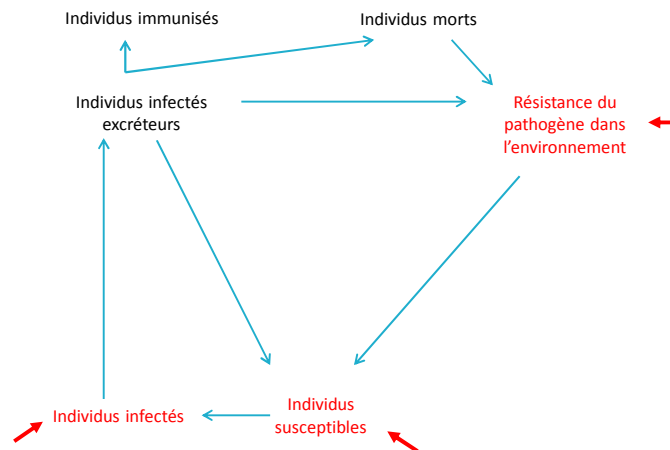 Individus immunisés
Individus morts
Individus infectés
excréteurs
Résistance du
pathogène dans
l'environnement
Individus infectés
Individus
susceptibles